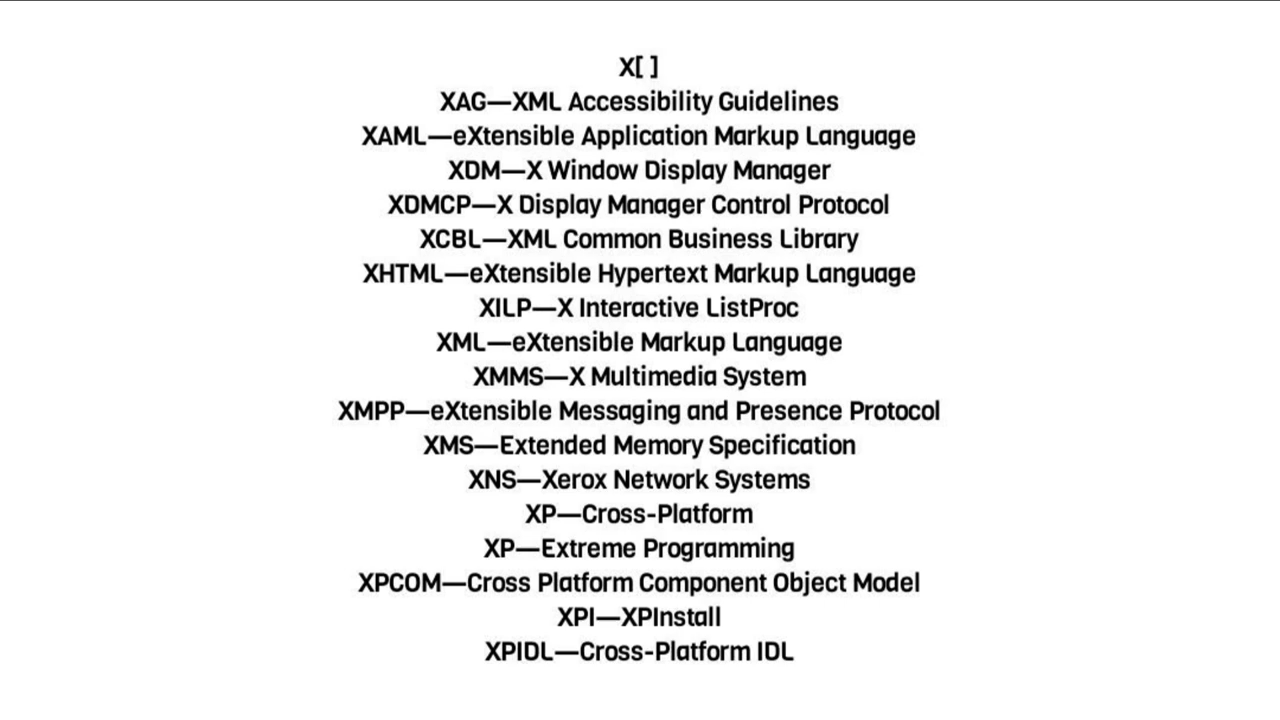 X[ ]
XAG—XML Accessibility Guidelines
XAML—eXtensible Application Markup Language
XDM—X Window Display Manager
XDMCP—X Display Manager Control Protocol
XCBL—XML Common Business Library
XHTML—eXtensible Hypertext Markup Language
XILP—X Interactive ListProc
XML—eXtensible Markup Language
XMMS—X Multimedia System
XMPP—eXtensible Messaging and Presence Protocol
XMS—Extended Memory Specification
XNS—Xerox Network Systems
XP—Cross-Platform
XP—Extreme Programming
XPCOM—Cross Platform Component Object Model
XPI—XPInstall
XPIDL—Cross-Platform IDL